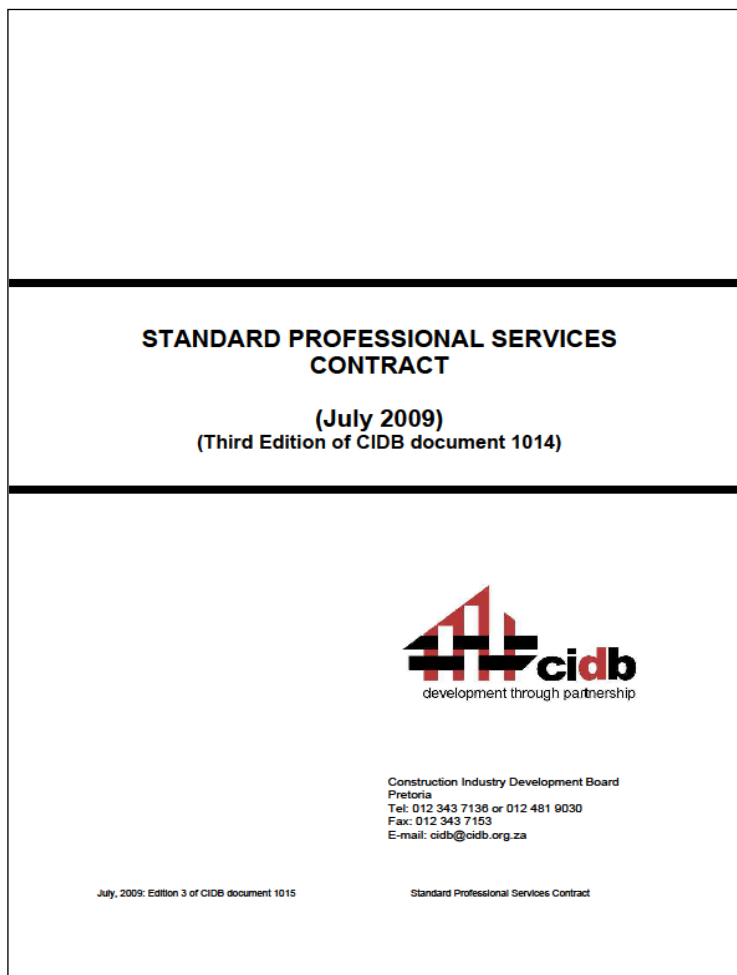 STANDARD PROFESSIONAL SERVICES
CONTRACT
(July 2009)
(Third Edition of CIDB document 1014)
cidb
development through partnership
Construction Industry Development Board
Pretoria
Tel: 012 343 7136 or 012 481 9030
Fax: 012 343 7153
E-mail: cidb@cidb.org.za
July, 2009: Edition 3 of CIDB document 1015
Standard Professional Services Contract